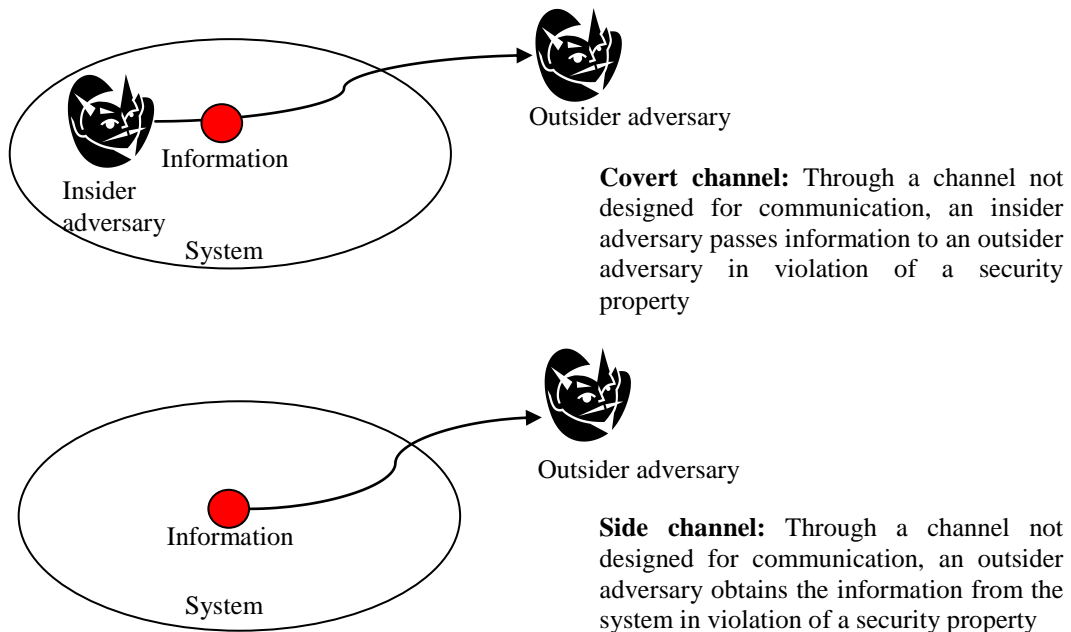 Outsider adversary
Information
Insider
adversary
System
Covert channel: Through a channel not
designed for communication, an insider
adversary passes information to an outsider
adversary in violation of a security
property
Outsider adversary
Information
System
Side channel: Through a channel not
designed for communication, an outsider
adversary obtains the information from the
system in violation of a security property